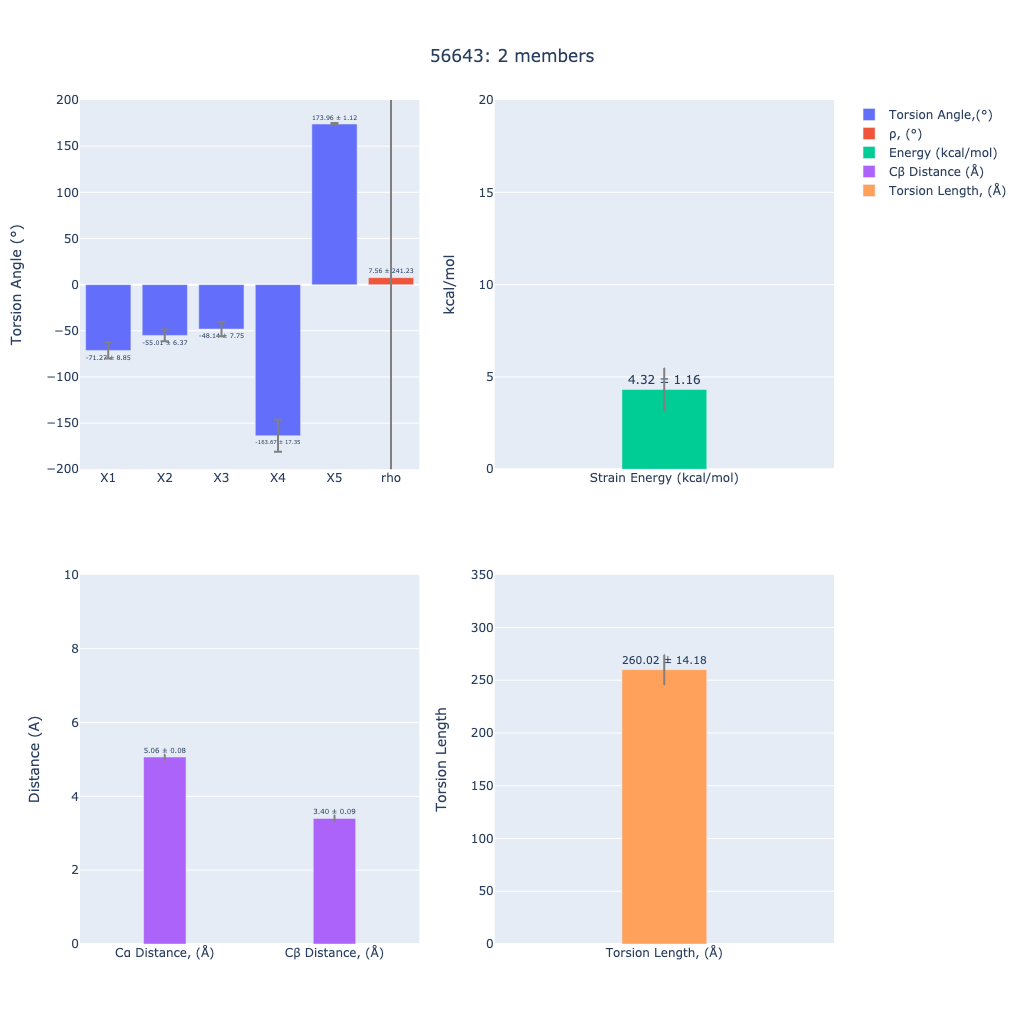 56643: 2 members
Torsion Angle (°)
200
150
100
50
0
−50
−100
−150
−200
173.96 ± 1.12
7.56 ± 241.23
-71.27 ± 8.85
-55.01 ± 6.37
-48.14 ± 7.75
-163.67 ± 17.35
X1 X2 X3 X4 X5 rho
kcal/mol
20
15
10
5
0
4.32 ± 1.16
Strain Energy (kcal/mol)
Torsion Angle,(°)
ρ, (°)
Energy (kcal/mol)
Cβ Distance (Å)
Torsion Length, (Å)
Distance (A)
10
8
6
4
2
0
5.06 ± 0.08
3.40 ± 0.09
Cα Distance, (Å) Cβ Distance, (Å)
Torsion Length
350
300
250
200
150
100
50
0
260.02 ± 14.18
Torsion Length, (Å)